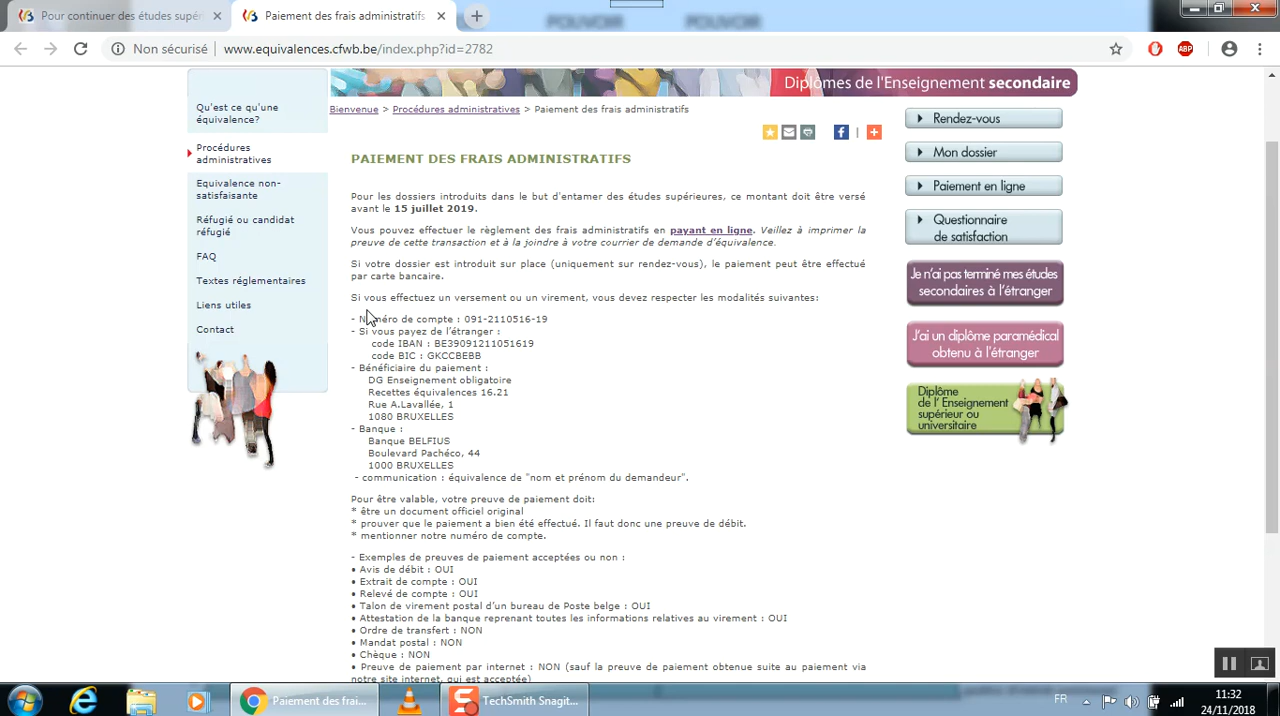 Pour continuer des études supér
Paiement des frais administratifs
Non sécurisé
www.equivalences.cfwb.be/index.php?id=2782
ABP
Diplômes de l'Enseignement secondaire
Qu'est ce qu'une
équivalence?
Procédures
administratives
Equivalence non-
satisfaisante
Réfugié ou candidat
réfugié
FAQ
Textes réglementaires
Liens utiles
Contact
Bienvenue > Procédures administratives > Paiement des frais administratifs
PAIEMENT DES FRAIS ADMINISTRATIFS
Pour les dossiers introduits dans le but d'entamer des études supérieures, ce montant doit être versé
avant le 15 juillet 2019.
Vous pouvez effectuer le règlement des frais administratifs en payant en ligne. Veillez à imprimer la
preuve de cette transaction et à la joindre à votre courrier de demande d'équivalence.
Si votre dossier est introduit sur place (uniquement sur rendez-vous), le paiement peut être effectué
par carte bancaire.
Si vous effectuez un versement ou un virement, vous devez respecter les modalités suivantes:
- Numéro de compte : 091-2110516-19
- Si vous payez de l'étranger :
code IBAN : BE39091211051619
code BIC : GKCCBEBB
- Bénéficiaire du paiement :
DG Enseignement obligatoire
Recettes équivalences 16.21
Rue A.Lavallée, 1
1080 BRUXELLES
- Banque :
Banque BELFIUS
Boulevard Pachéco, 44
1000 BRUXELLES
- communication : équivalence de "nom et prénom du demandeur".
Pour être valable, votre preuve de paiement doit:
* être un document officiel original
* prouver que le paiement a bien été effectué. Il faut donc une preuve de débit.
* mentionner notre numéro de compte.
- Exemples de preuves de paiement acceptées ou non :
• Avis de débit : OUI
• Extrait de compte : OUI
• Relevé de compte : OUI
• Talon de virement postal d'un bureau de Poste belge : OUI
• Attestation de la banque reprenant toutes les informations relatives au virement : OUI
• Ordre de transfert : NON
• Mandat postal : NON
• Chèque : NON
• Preuve de paiement par internet : NON (sauf la preuve de paiement obtenue suite au paiement via
notre site internet, qui est acceptée)
Rendez-vous
Mon dossier
Paiement en ligne
Questionnaire
de satisfaction
Je n'ai pas terminé mes études
secondaires à l'étranger
J'ai un diplôme paramédical
obtenu à l'étranger
Diplôme
de l' Enseignement
supérieur ou
universitaire
Paiement des frai...
TechSmith Snagit...
FR
11:32
24/11/2018